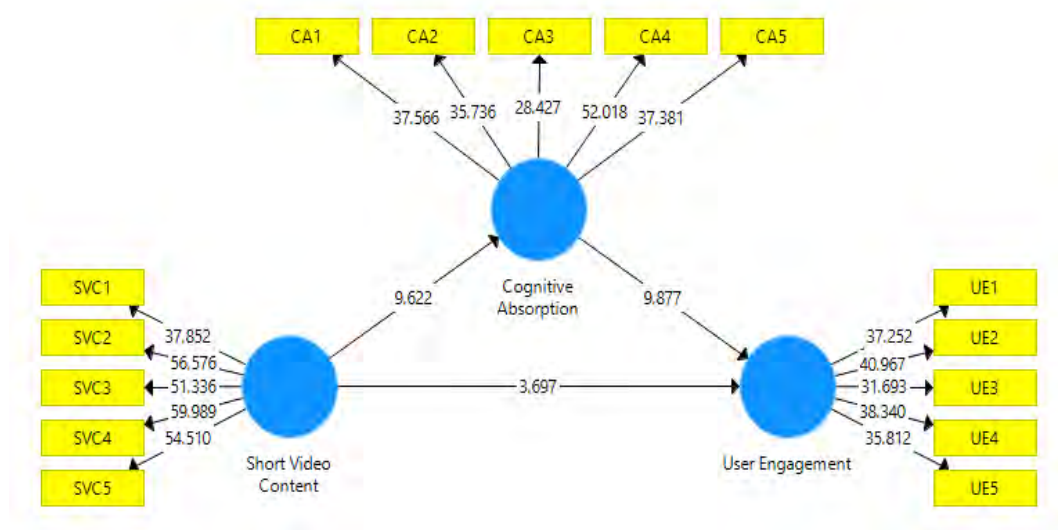 CA1 CA2 CA3 CA4 CA5
37.566 35.736 28.427 52.018 37.381
Cognitive
Absorption
9.622 9.877
SVC1
SVC2
SVC3
SVC4
SVC5
37.852
56.576
51.336
59.989
54.510
Short Video
Content
3.697
User Engagement
37.252
40.967
31.693
38.340
35.812
UE1
UE2
UE3
UE4
UE5